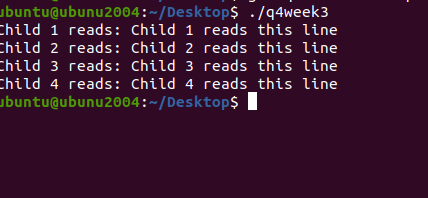 ubuntu@ubunu2004:~/Desktop$ ./q4week3
Child 1 reads: Child 1 reads this line
Child 2 reads: Child 2 reads this line
Child 3 reads: Child 3 reads this line
Child 4 reads: Child 4 reads this line
ubuntu@ubunu2004:~/Desktop$